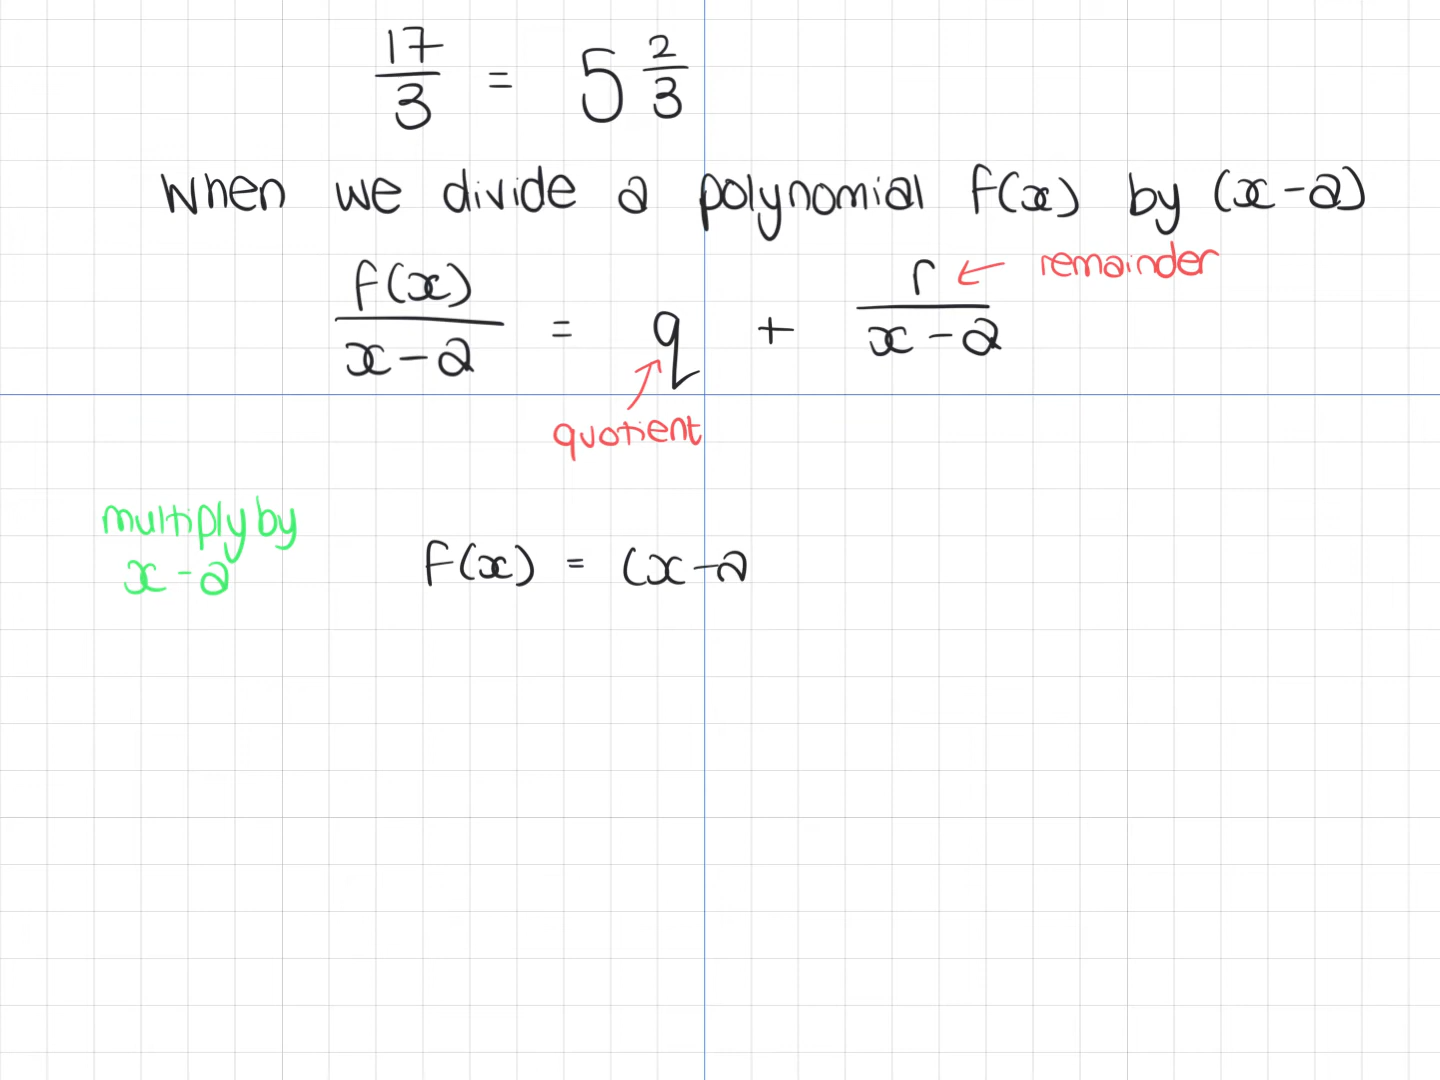 17/3 = 5 2/3
When we divide a polynomial f(x) by (x-a)
f(x)/(x-a) = q + r/(x-a) ← remainder
quotient
multiply by
x-a
f(x) = (x-a